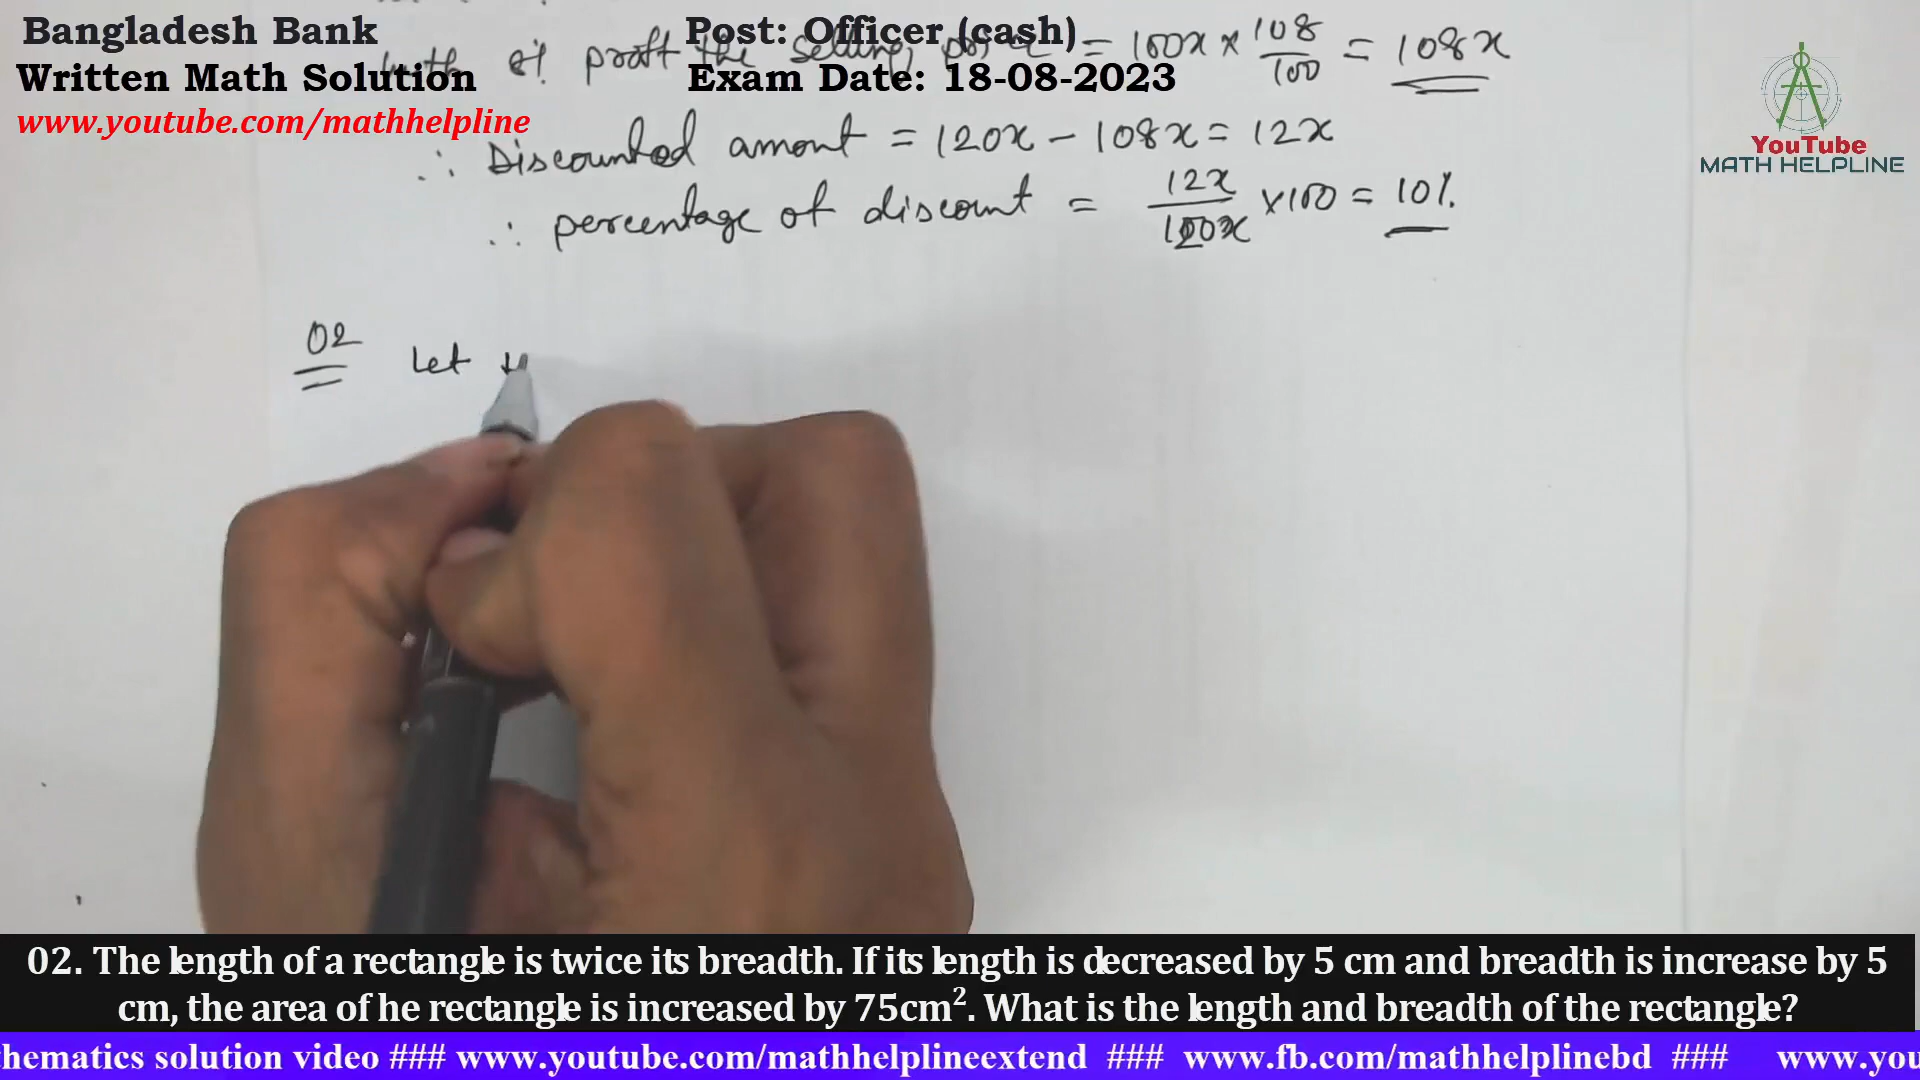 Bangladesh Bank
Post: Officer (cash)
Written Math Solution
Exam Date: 18-08-2023
www.youtube.com/mathhelpline
profit the selling = 100x × 108/100 = 108x
∴ Discounted amont = 120x - 108x = 12x
∴ percentage of discount = 12x/120x ×100 = 10%
YouTube
MATH HELPLINE
02 Let
02. The length of a rectangle is twice its breadth. If its length is decreased by 5 cm and breadth is increase by 5
cm, the area of he rectangle is increased by 75cm². What is the length and breadth of the rectangle?
thematics solution video ### www.youtube.com/mathhelplineextend ### www.fb.com/mathhelplinebd ### www.you